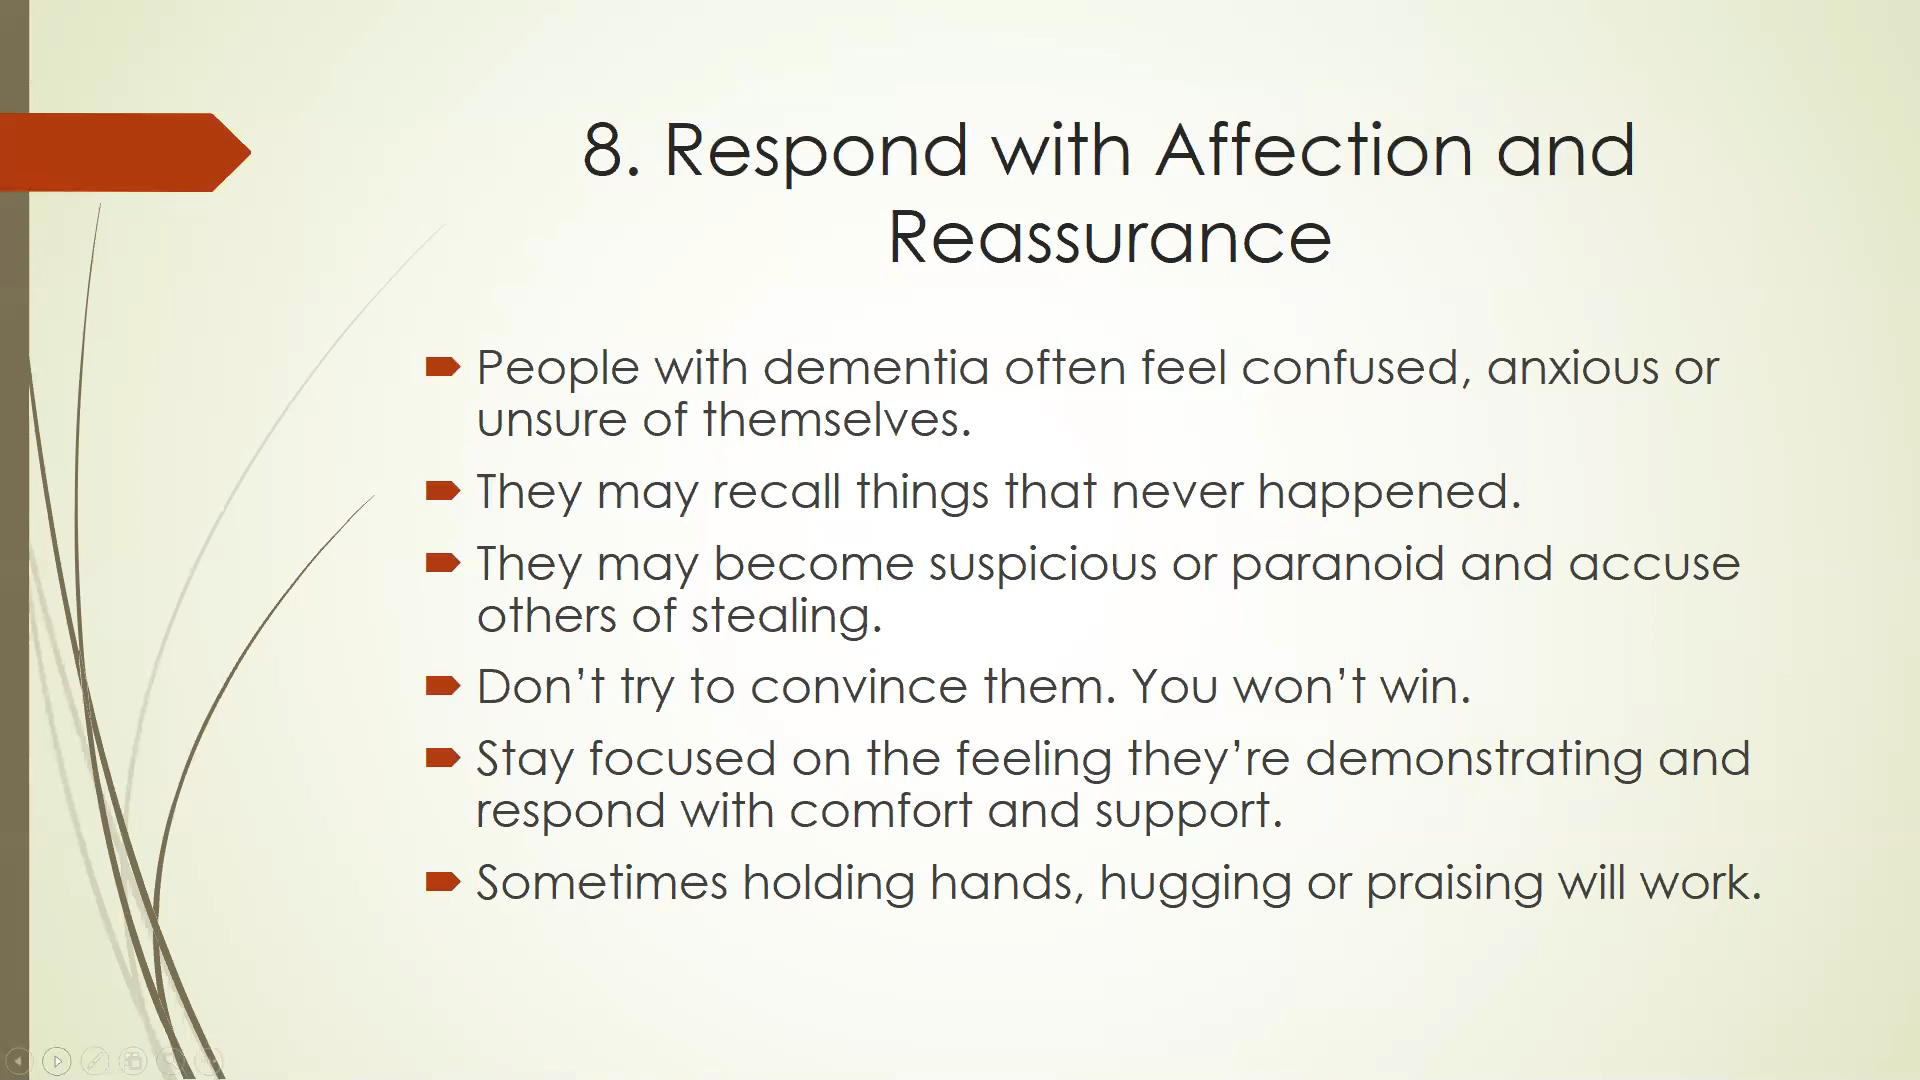 8. Respond with Affection and
Reassurance
People with dementia often feel confused, anxious or
unsure of themselves.
They may recall things that never happened.
They may become suspicious or paranoid and accuse
others of stealing.
Don’t try to convince them. You won’t win.
Stay focused on the feeling they’re demonstrating and
respond with comfort and support.
Sometimes holding hands, hugging or praising will work.